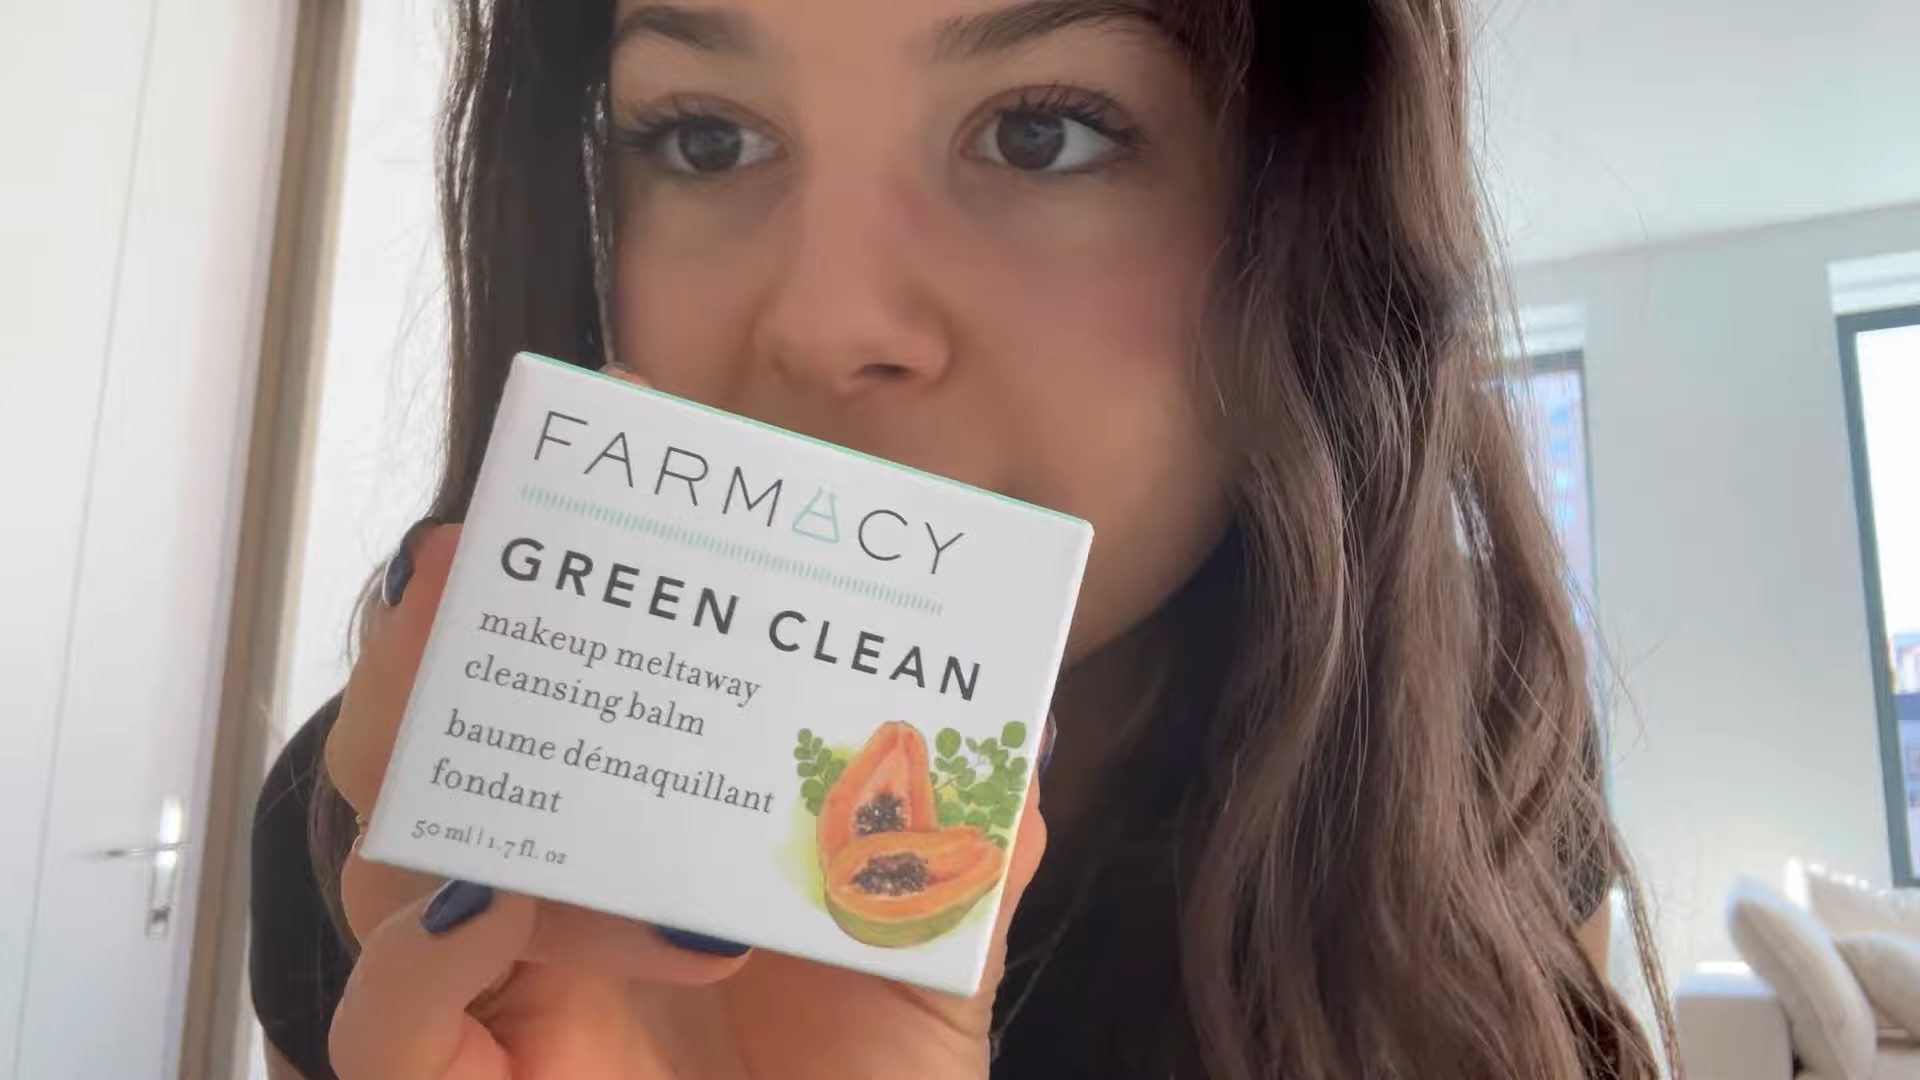 FARMACY
GREEN CLEAN
makeup meltaway
cleansing balm
baume démaquillant
fondant
50 ml | 1.7 fl. oz